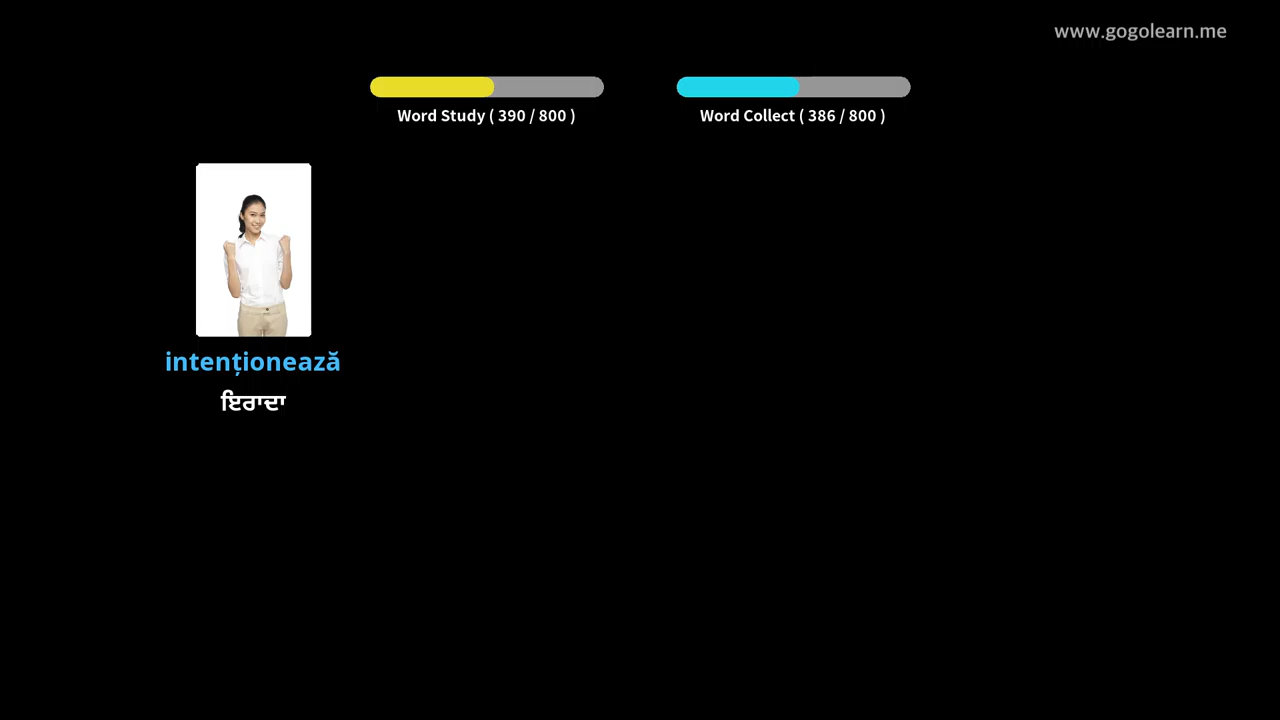 www.gogolearn.me
Word Study ( 390 / 800 )
Word Collect ( 386 / 800 )
intenționează
ਇਰਾਦਾ